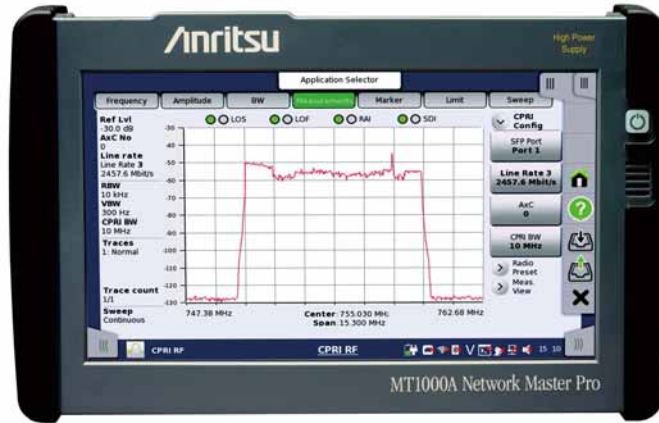 Anritsu
High Power
Supply
Application Selector
Frequency Amplitude BW Measurements Marker Limit Sweep
Ref Lvl
-30.0 dB
AxC No
0
Line rate
Line Rate 3
2457.6 Mbit/s
RBW
10 kHz
VBW
300 Hz
CPRI BW
10 MHz
Traces
1: Normal
Trace count
1/1
Sweep
Continuous
LOS LOF RAI SDI
-30
-40
-50
-60
-70
-80
-90
-100
-110
-120
-130
747.38 MHz Center: 755.030 MHz 762.68 MHz
Span: 15.300 MHz
CPRI
Config
SFP Port
Port 1
Line Rate 3
2457.6 Mbit/s
AxC
0
CPRI BW
10 MHz
Radio
Preset
Meas.
View
CPRI RF CPRI RF 15 10
MT1000A Network Master Pro